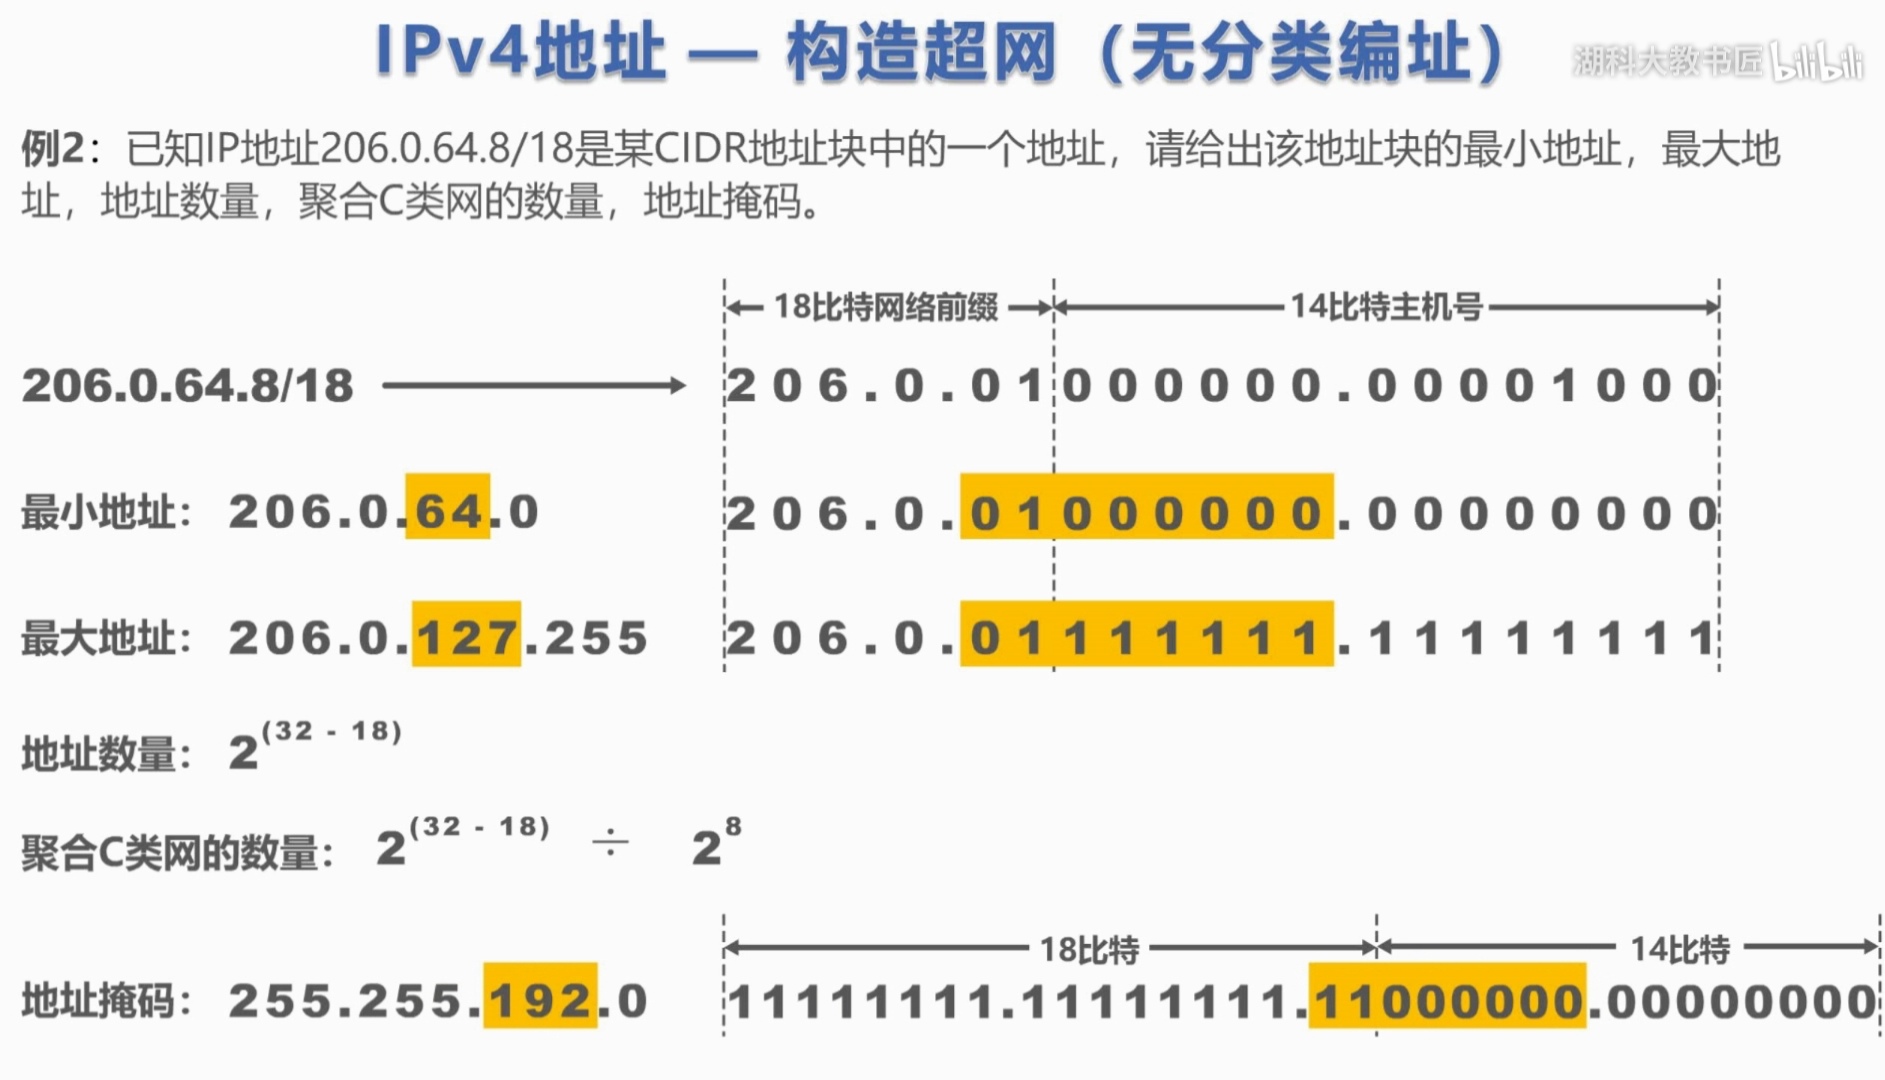 IPv4地址 — 构造超网（无分类编址）
湖科大教书匠 bilibili
例2：已知IP地址206.0.64.8/18是某CIDR地址块中的一个地址，请给出该地址块的最小地址，最大地
址，地址数量，聚合C类网的数量，地址掩码。
18比特网络前缀 14比特主机号
206.0.64.8/18 206.0.01000000.00001000
最小地址： 206.0.64.0 206.0.01000000.00000000
最大地址： 206.0.127.255 206.0.01111111.11111111
地址数量： 2^(32 - 18)
聚合C类网的数量： 2^(32 - 18) ÷ 2^8
18比特 14比特
地址掩码： 255.255.192.0 11111111.11111111.11000000.00000000